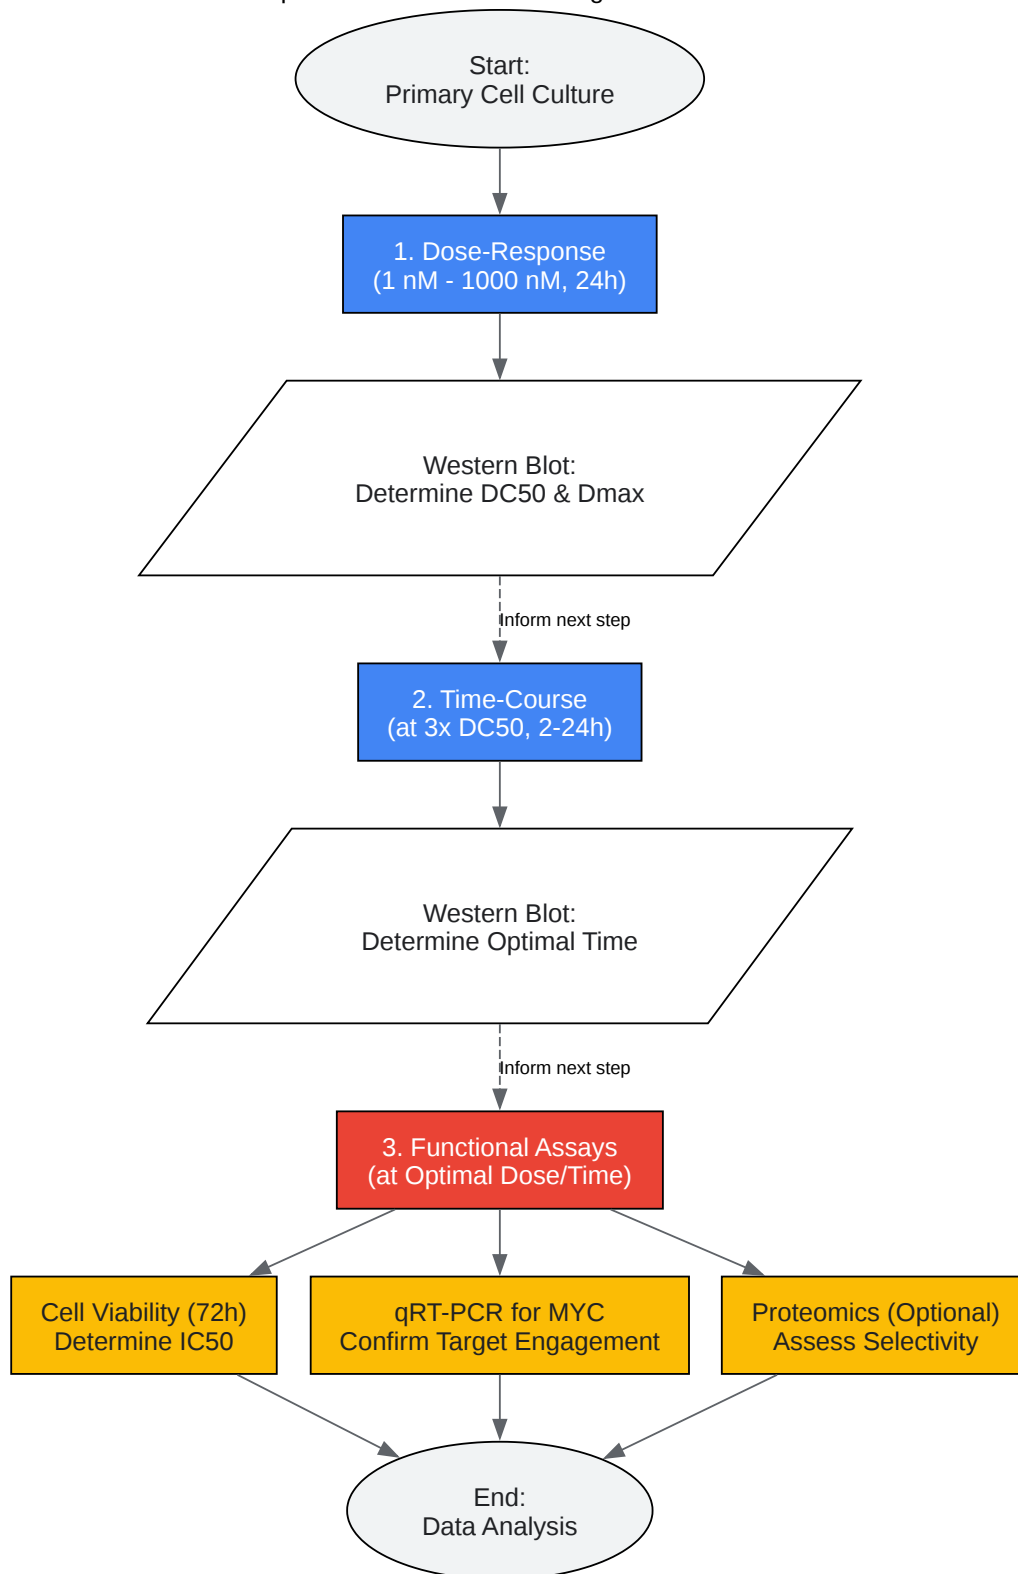 Start:
Primary Cell Culture
1. Dose-Response
(1 nM - 1000 nM, 24h)
Western Blot:
Determine DC50 & Dmax
Inform next step
2. Time-Course
(at 3x DC50, 2-24h)
Western Blot:
Determine Optimal Time
Inform next step
3. Functional Assays
(at Optimal Dose/Time)
Cell Viability (72h)
Determine IC50
qRT-PCR for MYC
Confirm Target Engagement
Proteomics (Optional)
Assess Selectivity
End:
Data Analysis